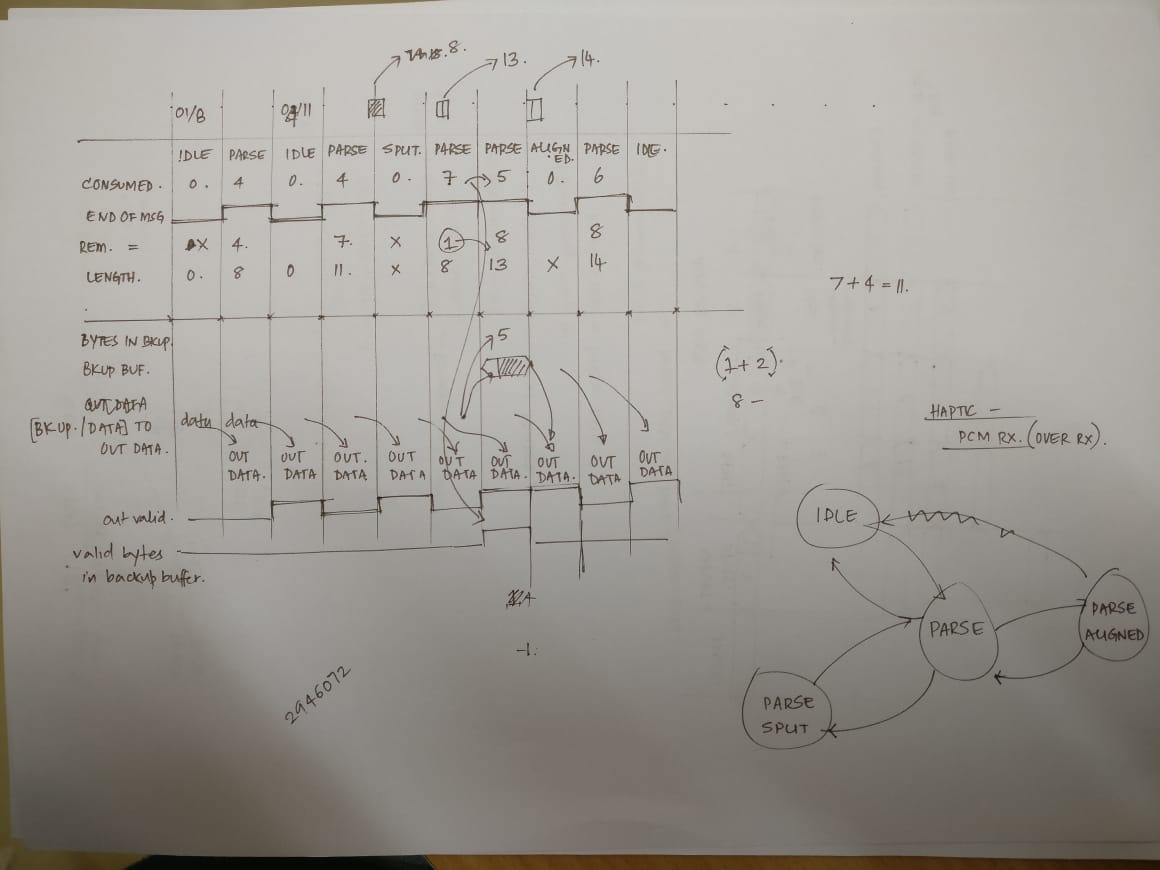 8.
13.
14.
01/8
/11
IDLE PARSE IDLE PARSE SPLIT. PARSE PARSE ALIGN PARSE IDLE.
ED.
CONSUMED. 0. 4 0. 4 0. 7 5 0. 6
END OF MSG
REM. = X 4. 7. X 1 8 8
LENGTH. 0. 8 0 11. X 8 13 X 14
7+4=11.
BYTES IN BKUP. 5
BKUP BUF.
(1+2).
8 -
OUT DATA
[BKUP./DATA] TO data data
OUT DATA.
OUT OUT OUT. OUT OUT OUT OUT OUT OUT
DATA. DATA DATA DATA DATA DATA. DATA. DATA DATA
HAPTIC -
PCM RX. (OVER RX).
out valid.
valid bytes
in backup buffer.
-1.
2946072
IDLE
PARSE
PARSE
ALIGNED
PARSE
SPLIT